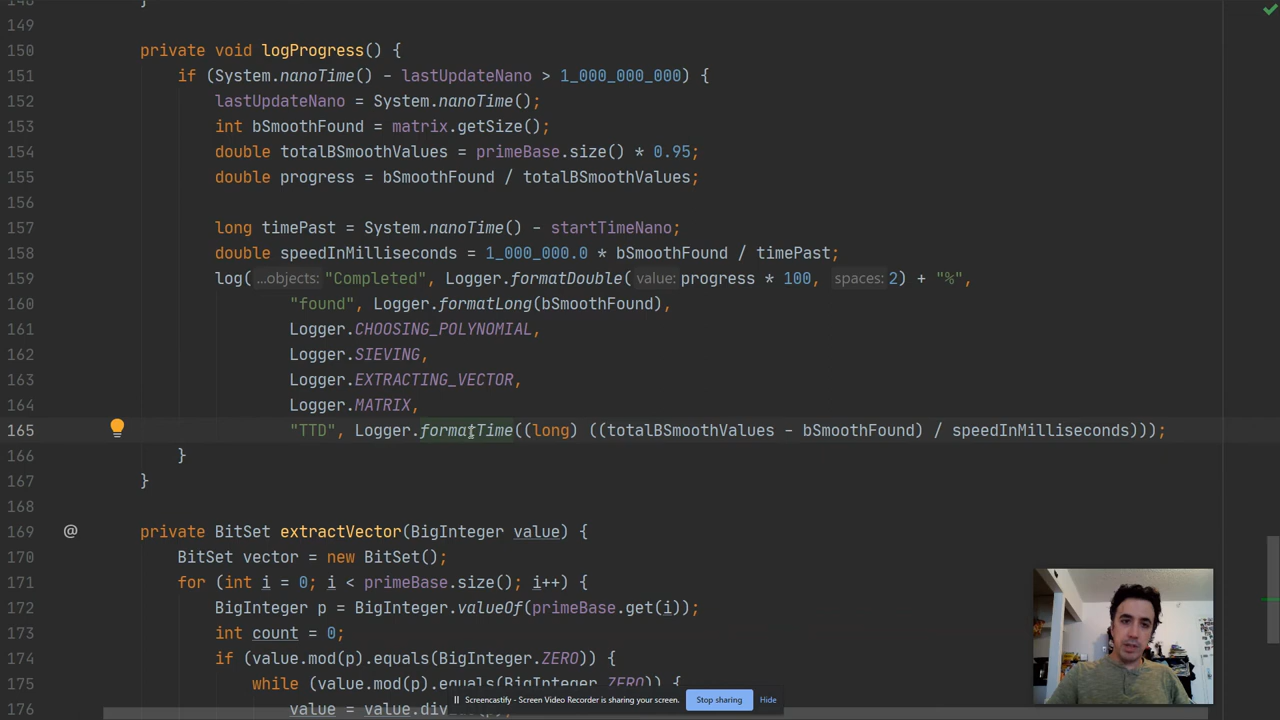 149
150 private void logProgress() {
151 if (System.nanoTime() - lastUpdateNano > 1_000_000_000) {
152 lastUpdateNano = System.nanoTime();
153 int bSmoothFound = matrix.getSize();
154 double totalBSmoothValues = primeBase.size() * 0.95;
155 double progress = bSmoothFound / totalBSmoothValues;
156
157 long timePast = System.nanoTime() - startTimeNano;
158 double speedInMilliseconds = 1_000_000.0 * bSmoothFound / timePast;
159 log( ...objects: "Completed", Logger.formatDouble( value: progress * 100, spaces: 2) + "%",
160 "found", Logger.formatLong(bSmoothFound),
161 Logger.CHOOSING_POLYNOMIAL,
162 Logger.SIEVING,
163 Logger.EXTRACTING_VECTOR,
164 Logger.MATRIX,
165 "TTD", Logger.formatTime((long) ((totalBSmoothValues - bSmoothFound) / speedInMilliseconds)));
166 }
167 }
168
169 @ private BitSet extractVector(BigInteger value) {
170 BitSet vector = new BitSet();
171 for (int i = 0; i < primeBase.size(); i++) {
172 BigInteger p = BigInteger.valueOf(primeBase.get(i));
173 int count = 0;
174 if (value.mod(p).equals(BigInteger.ZERO)) {
175 while (value.mod(p).equals(BigInteger.ZERO)) {
176 value = value.div
Screencastify - Screen Video Recorder is sharing your screen. Stop sharing Hide